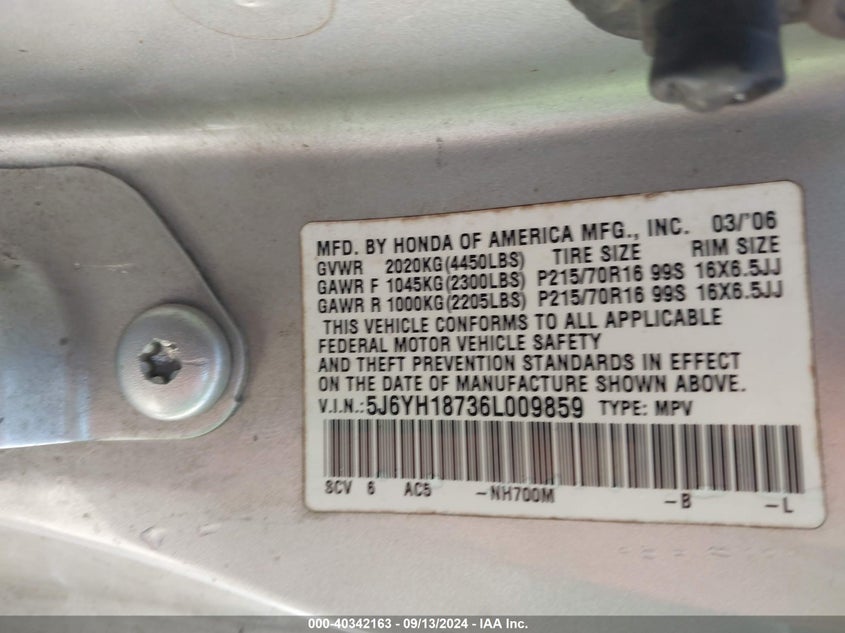 MFD. BY HONDA OF AMERICA MFG., INC. 03/'06
GVWR 2020KG(4450LBS) TIRE SIZE RIM SIZE
GAWR F 1045KG(2300LBS) P215/70R16 99S 16X6.5JJ
GAWR R 1000KG(2205LBS) P215/70R16 99S 16X6.5JJ
THIS VEHICLE CONFORMS TO ALL APPLICABLE
FEDERAL MOTOR VEHICLE SAFETY
AND THEFT PREVENTION STANDARDS IN EFFECT
ON THE DATE OF MANUFACTURE SHOWN ABOVE.
V.I.N.:5J6YH18736L009859 TYPE: MPV
SCV 6 AC5 -NH700M -B -L
000-40342163 - 09/13/2024 - IAA Inc.